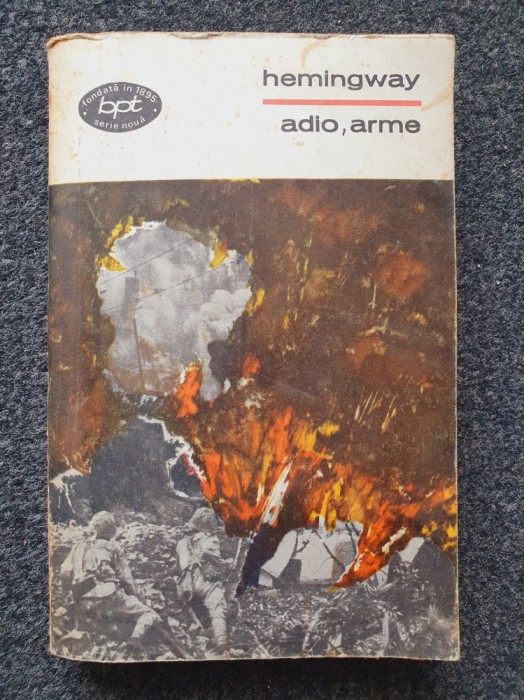 fondată în 1895
bpt
serie nouă
hemingway
adio, arme